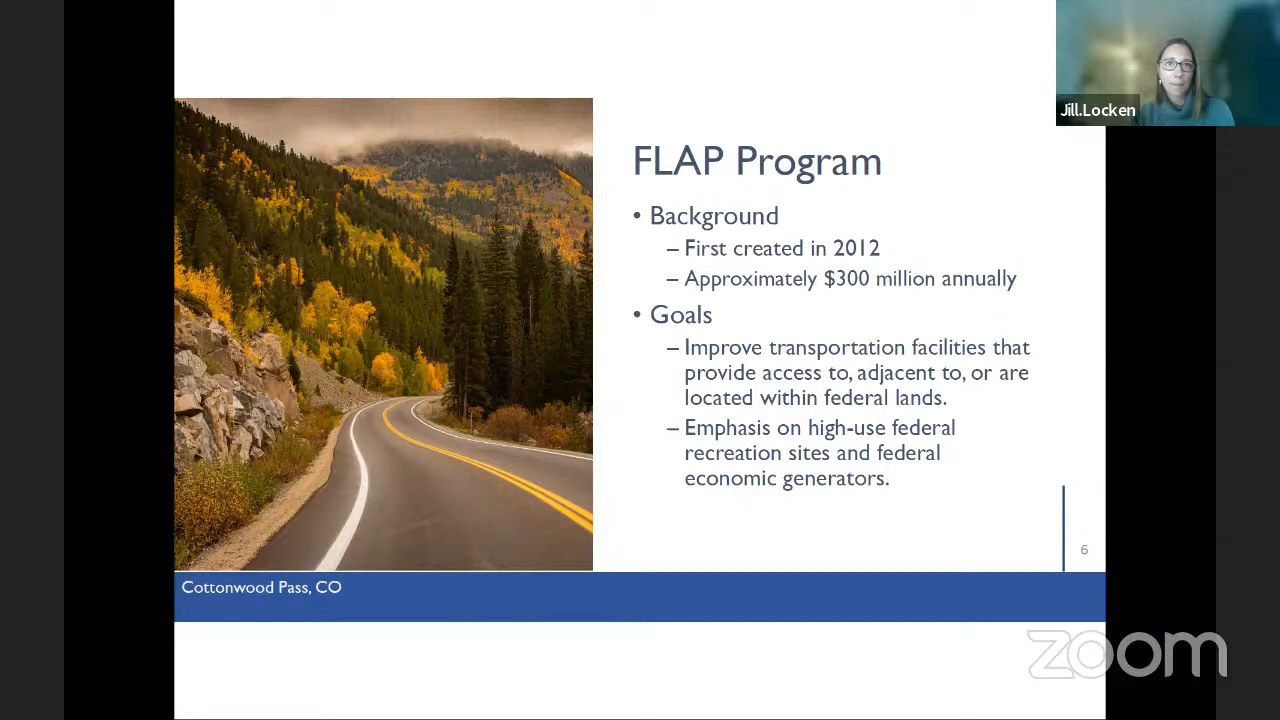 Jill.Locken
FLAP Program
• Background
– First created in 2012
– Approximately $300 million annually
• Goals
– Improve transportation facilities that
provide access to, adjacent to, or are
located within federal lands.
– Emphasis on high-use federal
recreation sites and federal
economic generators.
6
Cottonwood Pass, CO
zoom